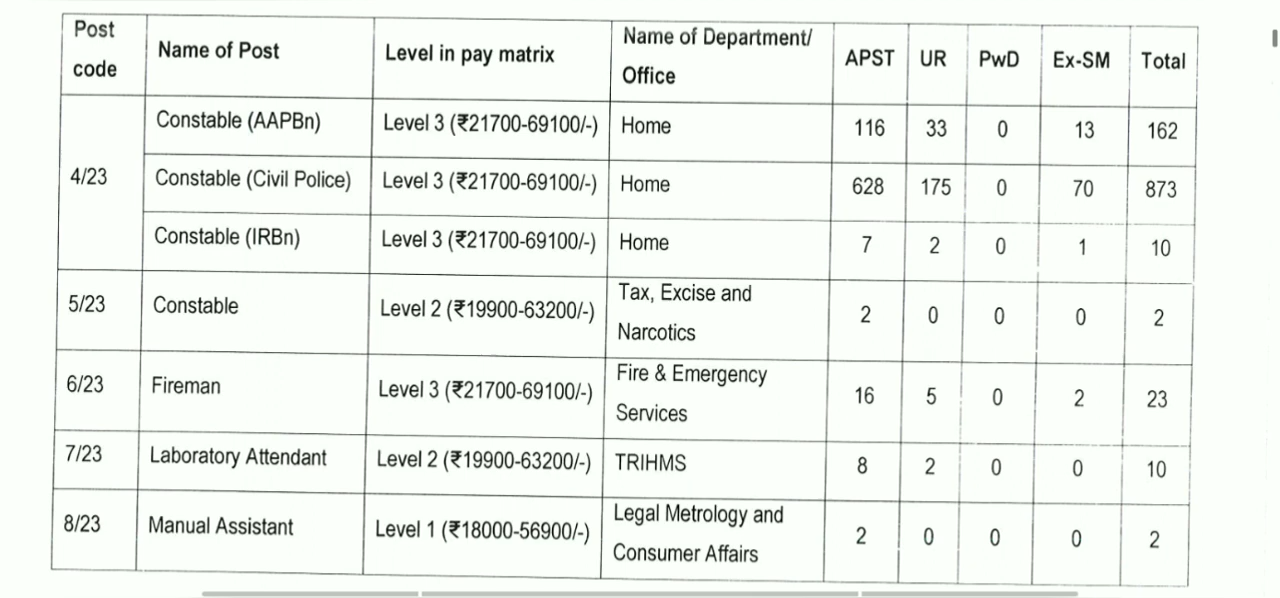 Post code Name of Post Level in pay matrix Name of Department/ Office APST UR PwD Ex-SM Total
4/23 Constable (AAPBn) Level 3 (₹21700-69100/-) Home 116 33 0 13 162
Constable (Civil Police) Level 3 (₹21700-69100/-) Home 628 175 0 70 873
Constable (IRBn) Level 3 (₹21700-69100/-) Home 7 2 0 1 10
5/23 Constable Level 2 (₹19900-63200/-) Tax, Excise and Narcotics 2 0 0 0 2
6/23 Fireman Level 3 (₹21700-69100/-) Fire & Emergency Services 16 5 0 2 23
7/23 Laboratory Attendant Level 2 (₹19900-63200/-) TRIHMS 8 2 0 0 10
8/23 Manual Assistant Level 1 (₹18000-56900/-) Legal Metrology and Consumer Affairs 2 0 0 0 2